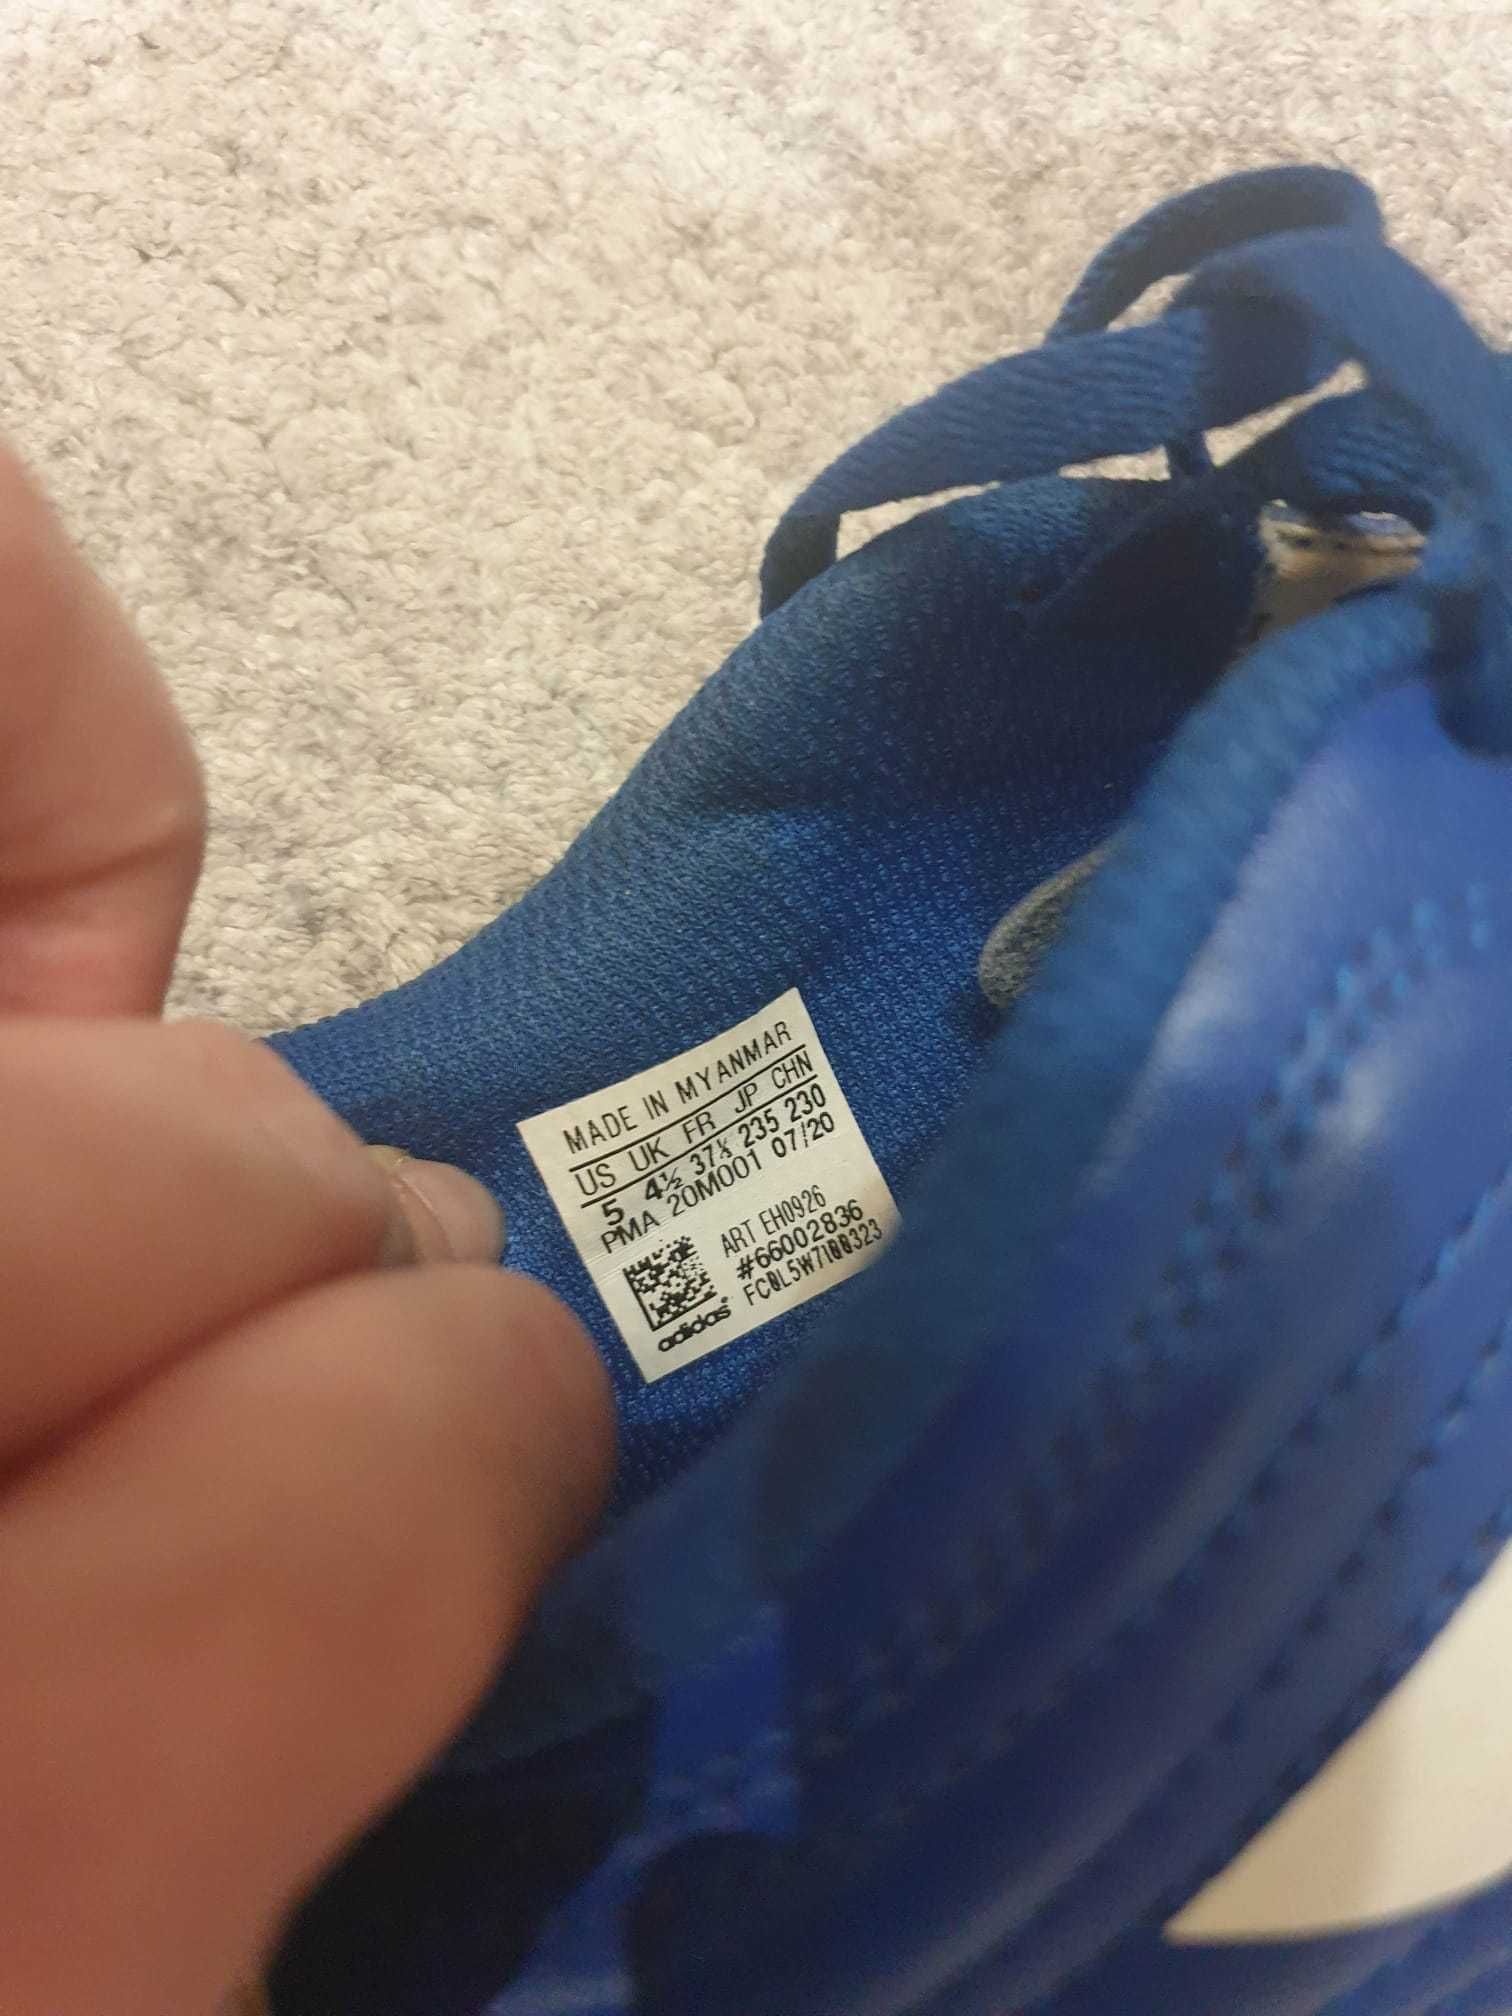 MADE IN MYANMAR
US UK FR JP CHN
5 4½ 37⅓ 235 230
PMA 20M001 07/20
ART EH0926
#66002836
adidas